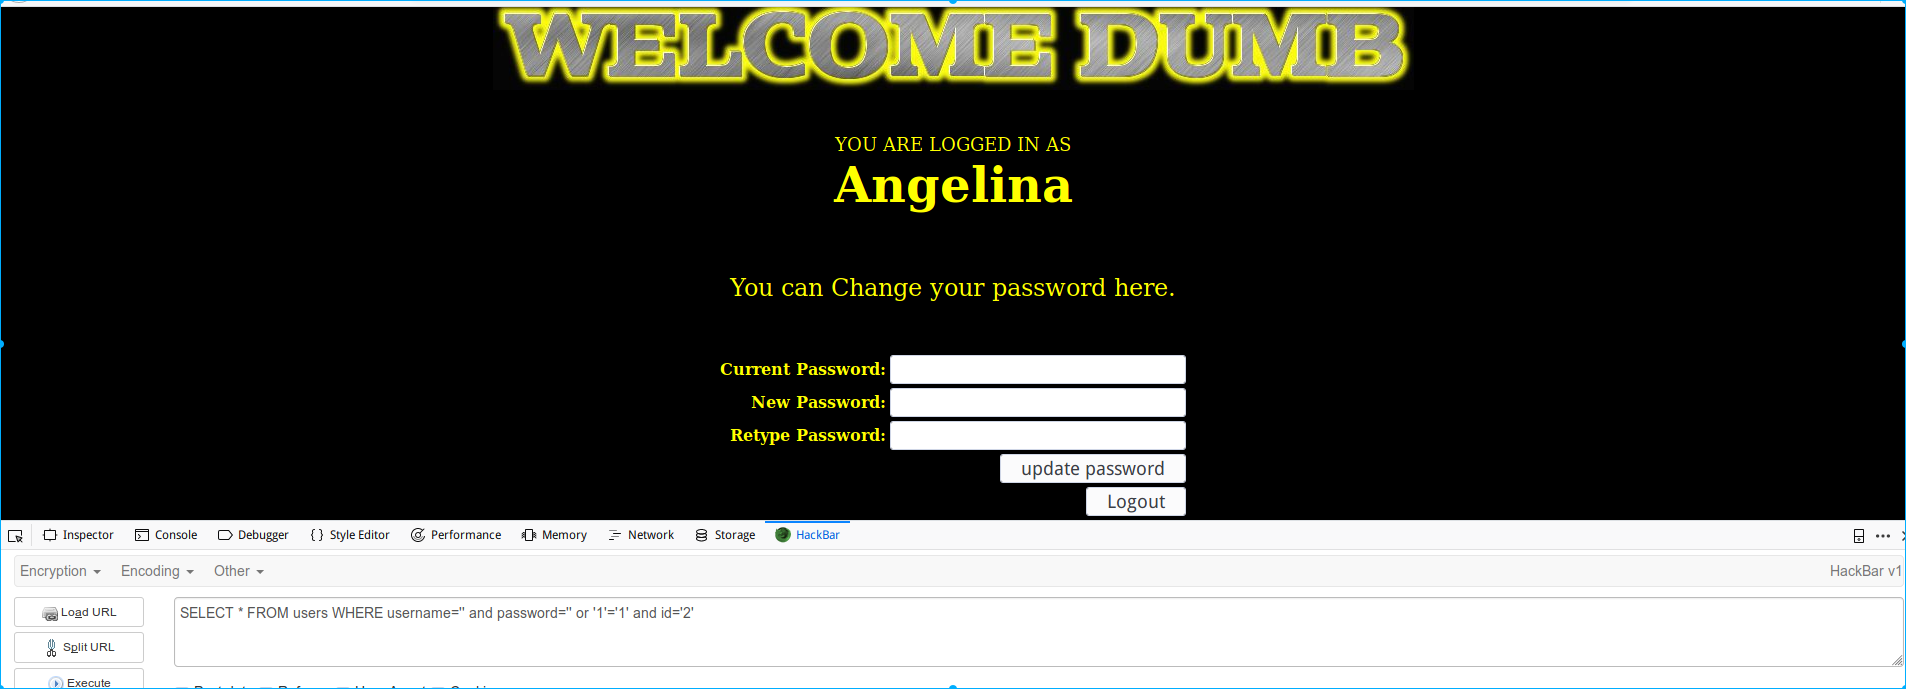 WELCOME DUMB
YOU ARE LOGGED IN AS
Angelina
You can Change your password here.
Current Password:
New Password:
Retype Password:
update password
Logout
Inspector Console Debugger { } Style Editor Performance Memory Network Storage HackBar
Encryption Encoding Other HackBar v1
Load URL SELECT * FROM users WHERE username='' and password='' or '1'='1' and id='2'
Split URL
Execute